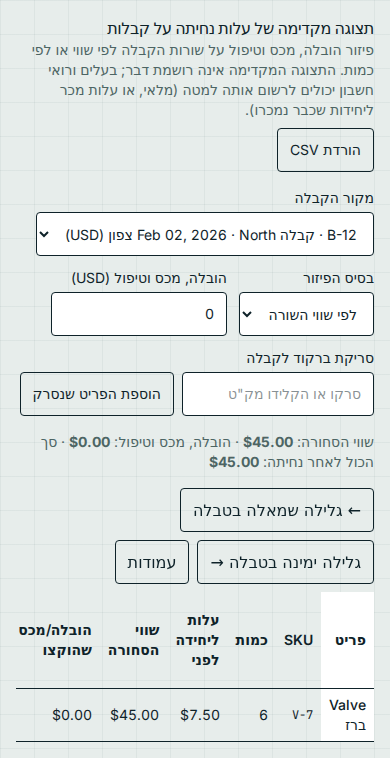 תצוגה מקדימה של עלות נחיתה על קבלות
פיזור הובלה, מכס וטיפול על שורות הקבלה לפי שווי או לפי
כמות. התצוגה המקדימה אינה רושמת דבר; בעלים ורואי
חשבון יכולים לרשום אותה למטה (מלאי, או עלות מכר
ליחידות שכבר נמכרו).
הורדת CSV
מקור הקבלה
B-12 · קבלה Feb 02, 2026 · North צפון (USD)
בסיס הפיזור
הובלה, מכס וטיפול (USD)
לפי שווי השורה
0
סריקת ברקוד לקבלה
סרקו או הקלידו מק"ט
הוספת הפריט שנסרק
שווי הסחורה: $45.00 · הובלה, מכס וטיפול: $0.00 · סך
הכול לאחר נחיתה: $45.00
← גלילה שמאלה בטבלה
גלילה ימינה בטבלה →
עמודות
פריט SKU כמות עלות ליחידה לפני שווי הסחורה הובלה/מכס שהוקצו
Valve ברז V-7 6 $7.50 $45.00 $0.00